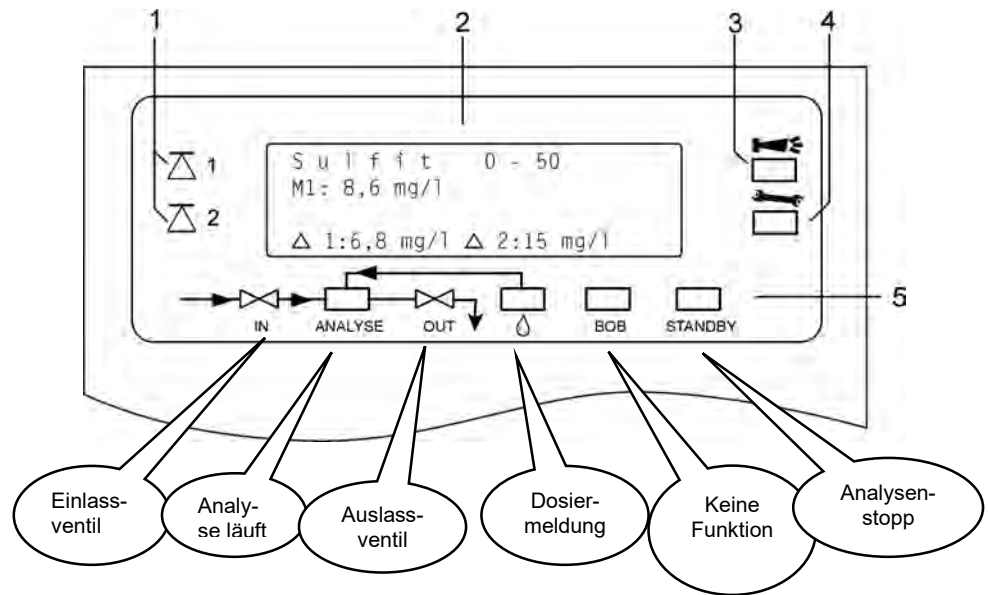 1
2
3
4
1
2
S u l f i t 0 - 50
M1: 8,6 mg/l
△ 1:6,8 mg/l △ 2:15 mg/l
5
IN
ANALYSE
OUT
BOB
STANDBY
Einlass-
ventil
Analy-
se läuft
Auslass-
ventil
Dosier-
meldung
Keine
Funktion
Analysen-
stopp